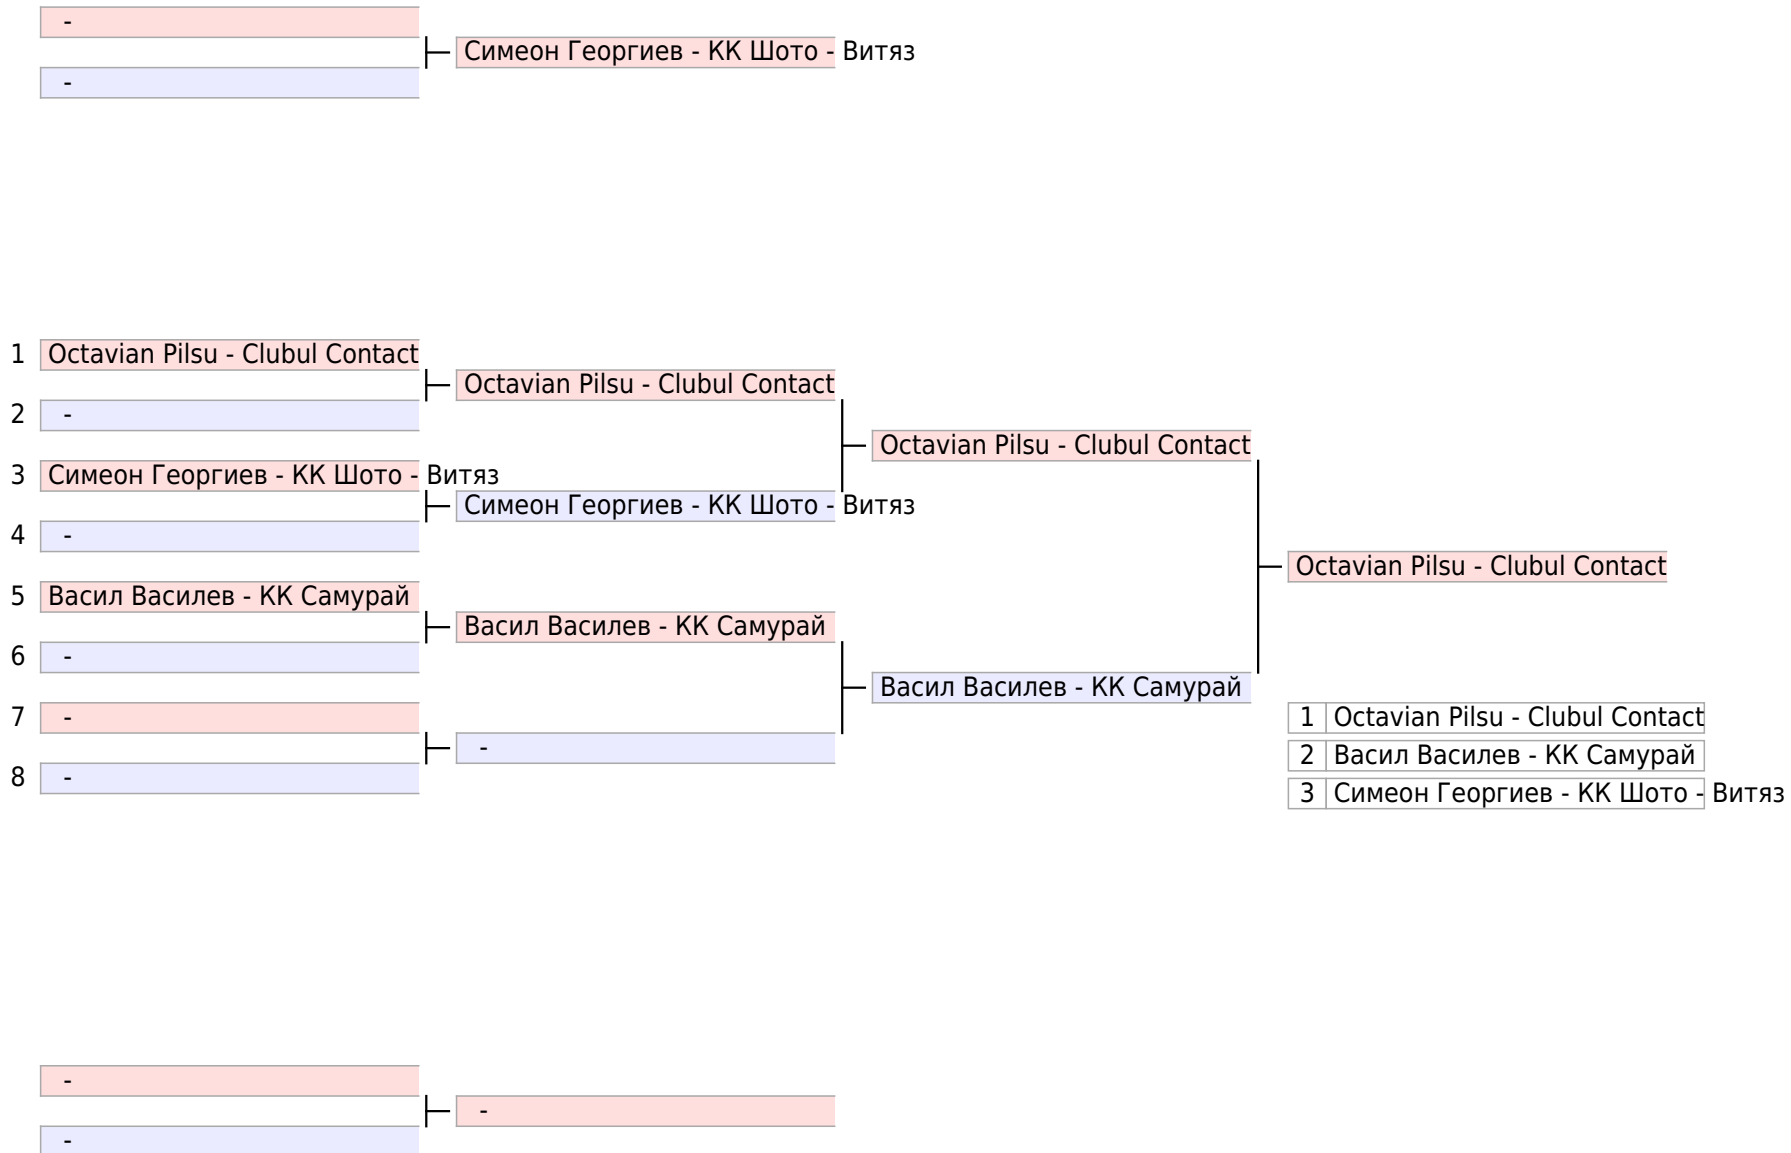 -
Симеон Георгиев - КК Шото - Витяз
-
1 Octavian Pilsu - Clubul Contact
Octavian Pilsu - Clubul Contact
2 -
Octavian Pilsu - Clubul Contact
3 Симеон Георгиев - КК Шото - Витяз
Симеон Георгиев - КК Шото - Витяз
4 -
Octavian Pilsu - Clubul Contact
5 Васил Василев - КК Самурай
Васил Василев - КК Самурай
6 -
Васил Василев - КК Самурай
7 -
1 Octavian Pilsu - Clubul Contact
-
2 Васил Василев - КК Самурай
8 -
3 Симеон Георгиев - КК Шото - Витяз
-
-
-